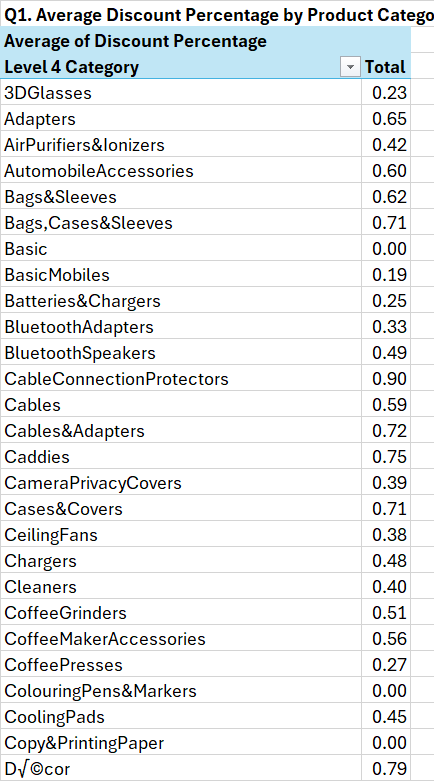 Q1. Average Discount Percentage by Product Catego
Average of Discount Percentage
Level 4 Category Total
3DGlasses 0.23
Adapters 0.65
AirPurifiers&Ionizers 0.42
AutomobileAccessories 0.60
Bags&Sleeves 0.62
Bags,Cases&Sleeves 0.71
Basic 0.00
BasicMobiles 0.19
Batteries&Chargers 0.25
BluetoothAdapters 0.33
BluetoothSpeakers 0.49
CableConnectionProtectors 0.90
Cables 0.59
Cables&Adapters 0.72
Caddies 0.75
CameraPrivacyCovers 0.39
Cases&Covers 0.71
CeilingFans 0.38
Chargers 0.48
Cleaners 0.40
CoffeeGrinders 0.51
CoffeeMakerAccessories 0.56
CoffeePresses 0.27
ColouringPens&Markers 0.00
CoolingPads 0.45
Copy&PrintingPaper 0.00
D√©cor 0.79